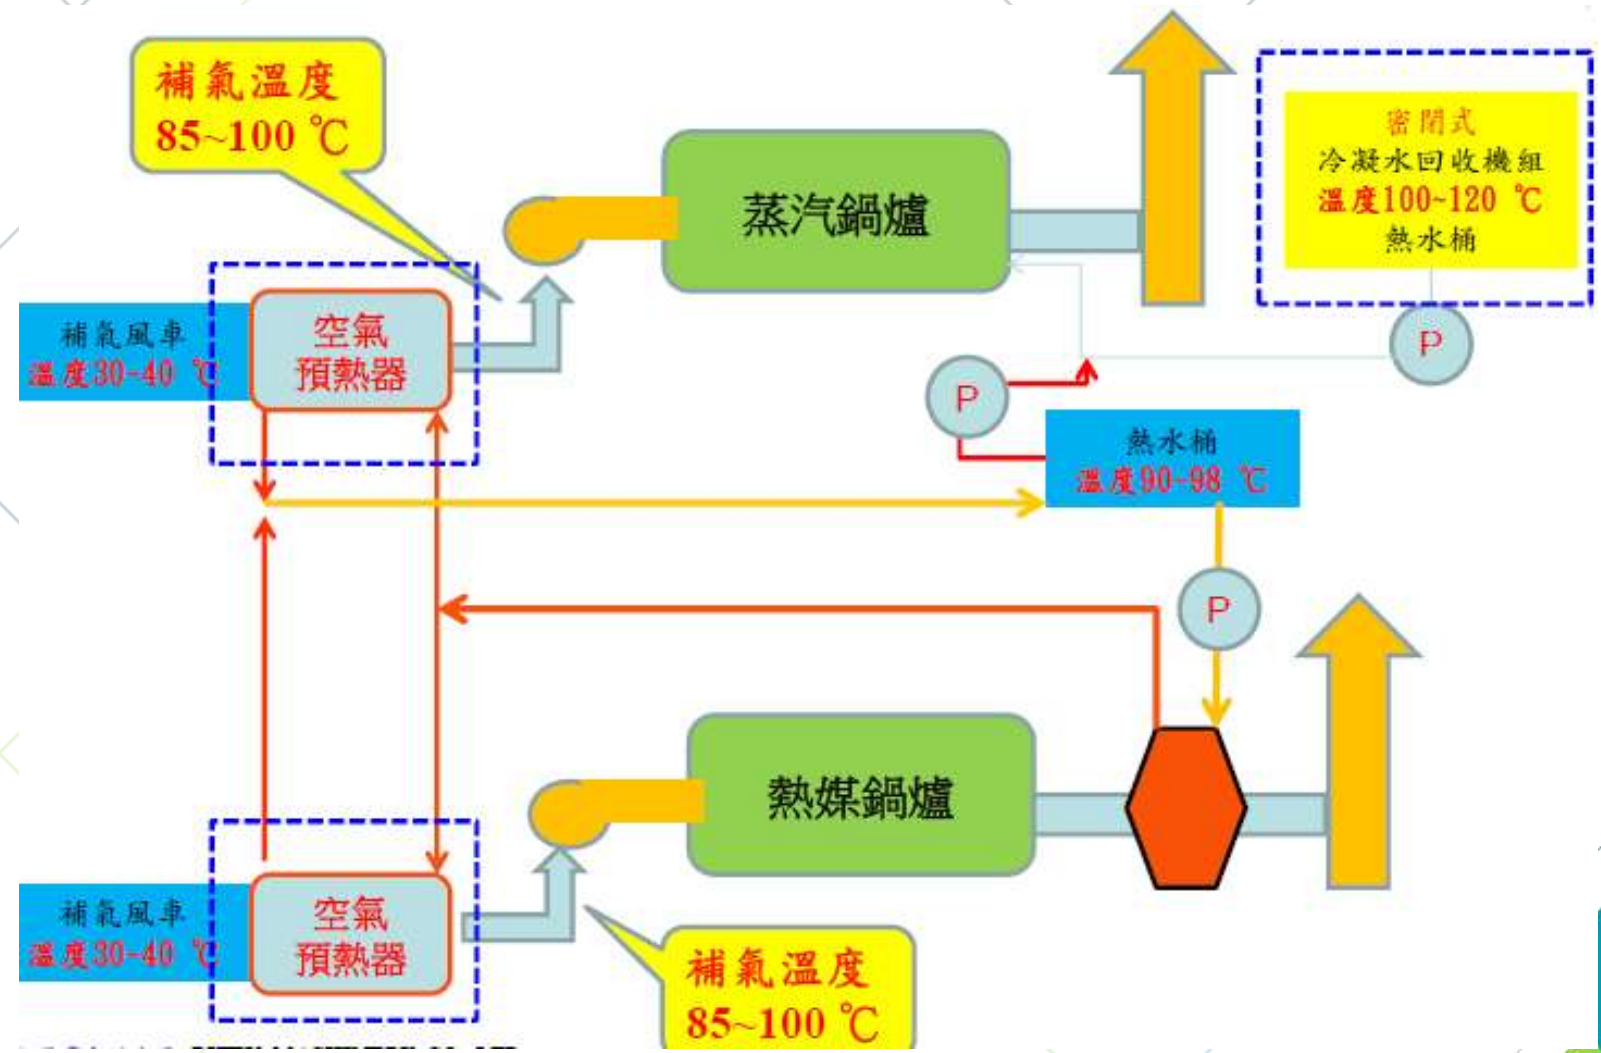 補氣溫度
85~100 ℃
蒸汽鍋爐
密閉式
冷凝水回收機組
溫度100~120 ℃
熱水桶
補氣風車
溫度30-40 ℃
空氣
預熱器
P
P
熱水桶
溫度90-98 ℃
P
熱媒鍋爐
補氣風車
溫度30-40 ℃
空氣
預熱器
補氣溫度
85~100 ℃